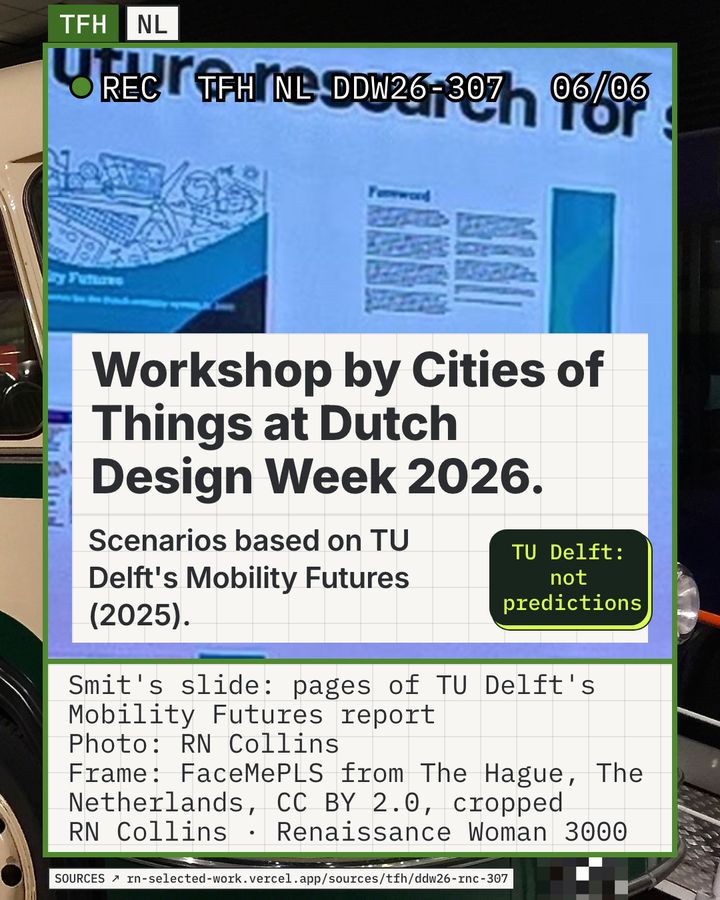 TFH NL
uture research for s
REC TFH NL DDW26-307 06/06
Foreword
ry Futures
Workshop by Cities of
Things at Dutch
Design Week 2026.
Scenarios based on TU
Delft's Mobility Futures
(2025).
TU Delft:
not
predictions
Smit's slide: pages of TU Delft's
Mobility Futures report
Photo: RN Collins
Frame: FaceMePLS from The Hague, The
Netherlands, CC BY 2.0, cropped
RN Collins · Renaissance Woman 3000
SOURCES ↗ rn-selected-work.vercel.app/sources/tfh/ddw26-rnc-307